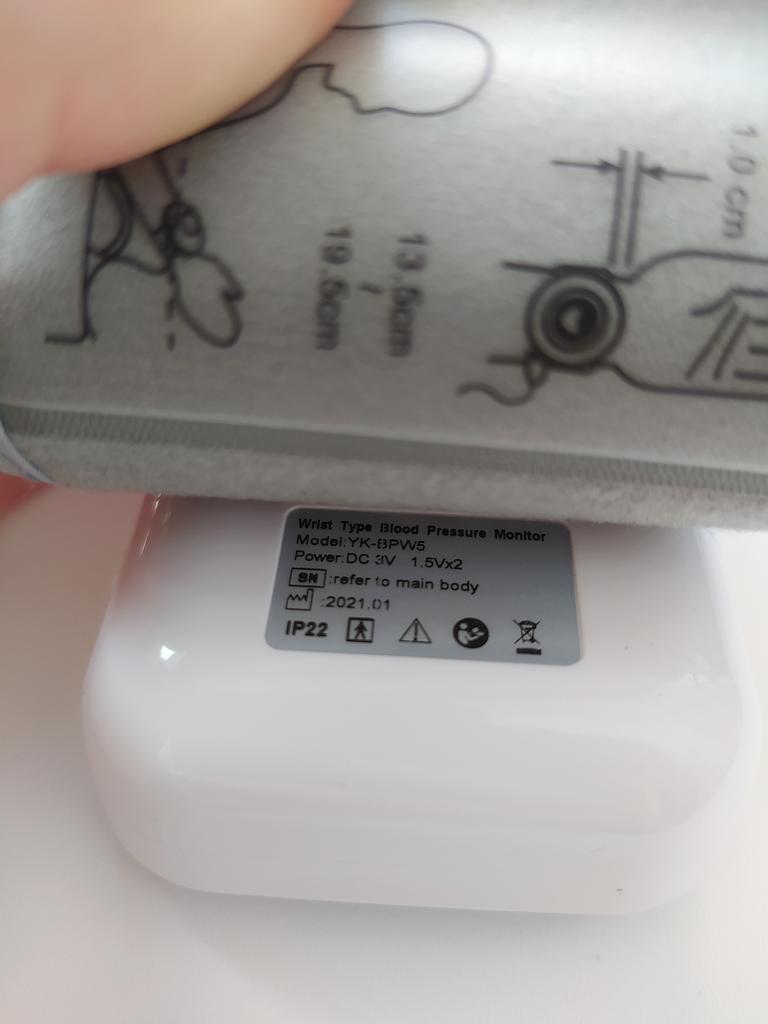 1.0 cm
13.5cm
~
19.5cm
Wrist Type Blood Pressure Monitor
Model:YK-BPW5
Power:DC 3V 1.5Vx2
SN :refer to main body
:2021.01
IP22